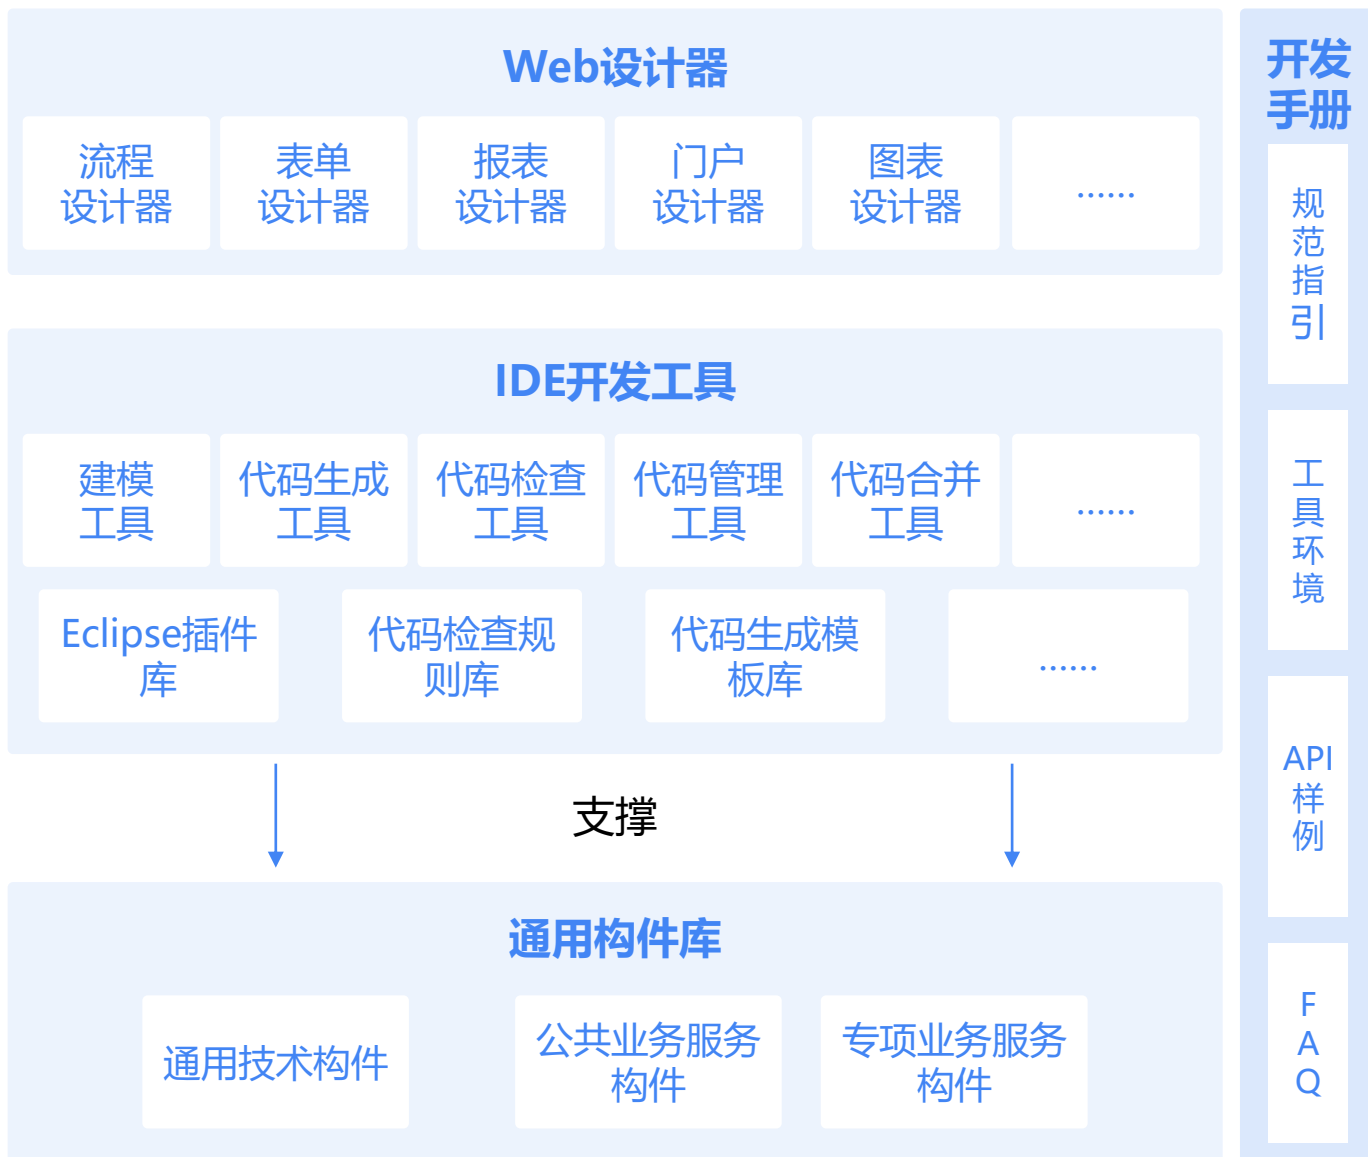 Web设计器
流程
设计器
表单
设计器
报表
设计器
门户
设计器
图表
设计器
......
IDE开发工具
建模
工具
代码生成
工具
代码检查
工具
代码管理
工具
代码合并
工具
......
Eclipse插件
库
代码检查规
则库
代码生成模
板库
......
支撑
通用构件库
通用技术构件
公共业务服务
构件
专项业务服务
构件
开发
手册
规
范
指
引
工
具
环
境
API
样
例
F
A
Q